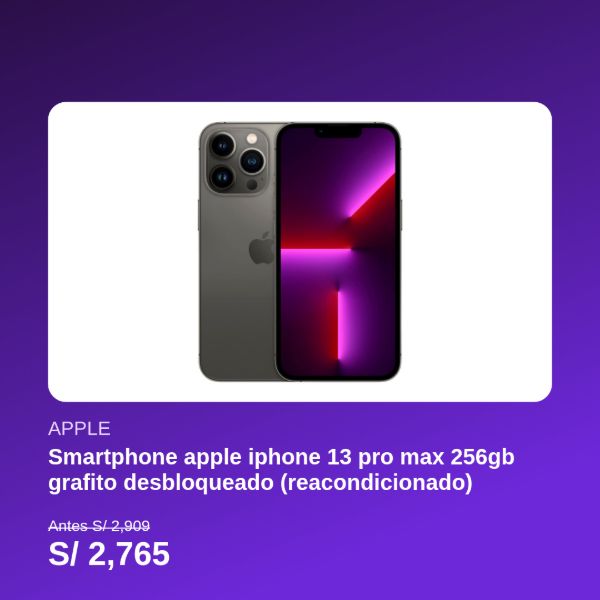 APPLE
Smartphone apple iphone 13 pro max 256gb
grafito desbloqueado (reacondicionado)
Antes S/ 2,909
S/ 2,765